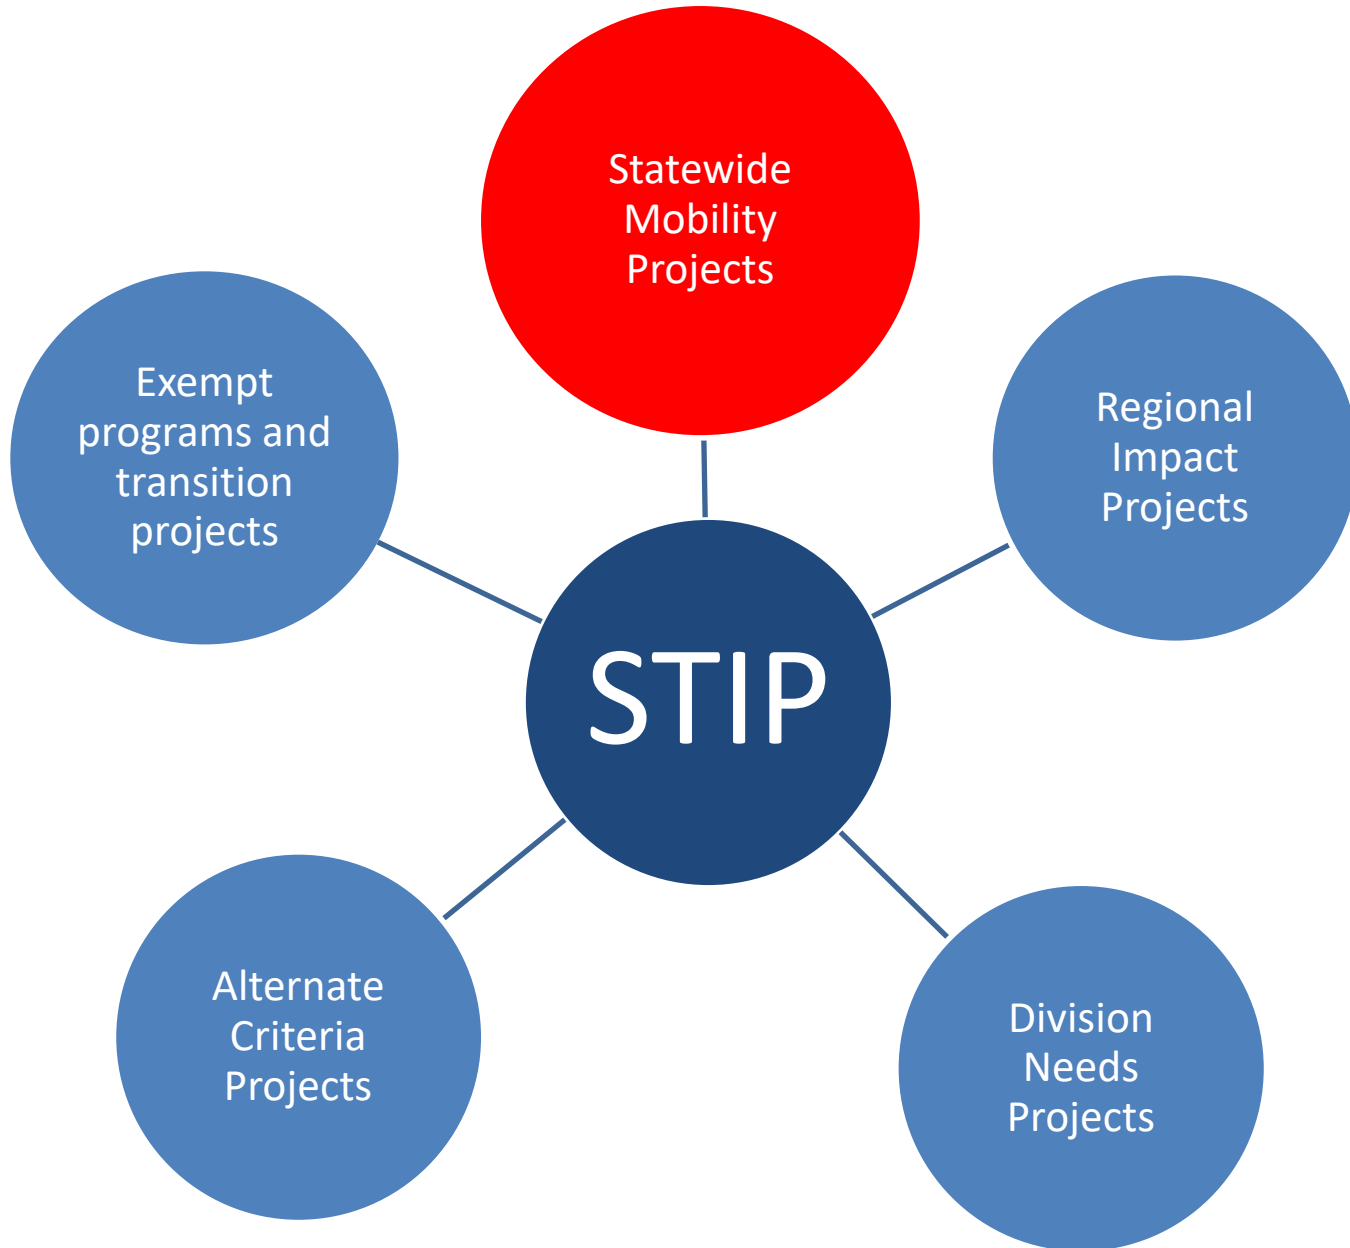 Statewide
Mobility
Projects
Exempt
programs and
transition
projects
Regional
Impact
Projects
STIP
Alternate
Criteria
Projects
Division
Needs
Projects